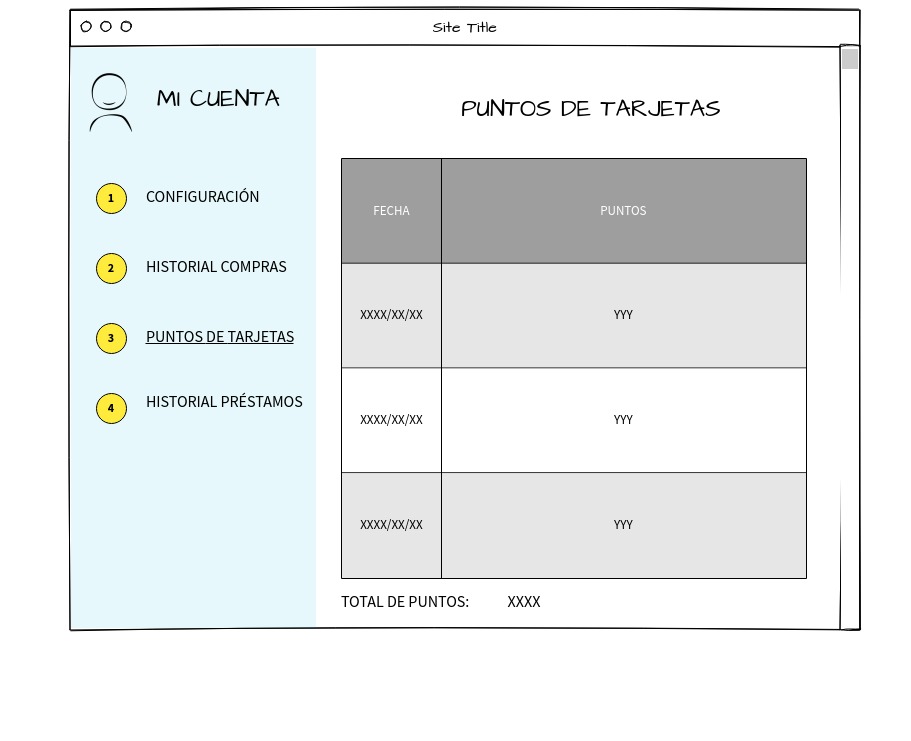 Site Title
MI CUENTA
1 CONFIGURACIÓN
2 HISTORIAL COMPRAS
3 PUNTOS DE TARJETAS
4 HISTORIAL PRÉSTAMOS
PUNTOS DE TARJETAS
FECHA PUNTOS
XXXX/XX/XX YYY
XXXX/XX/XX YYY
XXXX/XX/XX YYY
TOTAL DE PUNTOS: XXXX